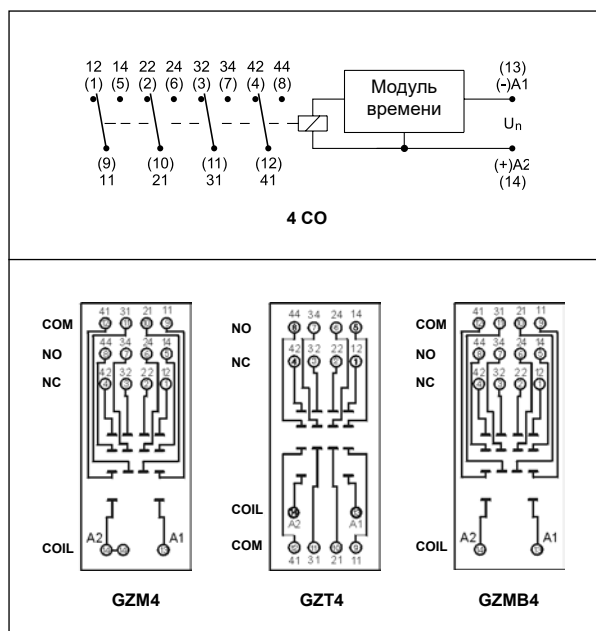 12 14 22 24 32 34 42 44
(1) (5) (2) (6) (3) (7) (4) (8)
Модуль
времени
(13)
(-)A1
Un
(+)A2
(14)
(9) (10) (11) (12)
11 21 31 41
4 CO
COM
NO
NC
COIL
41 31 21 11
44 34 24 14
42 32 22 12
A2 A1
GZM4
NO
NC
COIL
COM
44 34 24 14
42 32 22 12
A2 A1
41 31 21 11
GZT4
COM
NO
NC
COIL
41 31 21 11
44 34 24 14
42 32 22 12
A2 A1
GZMB4